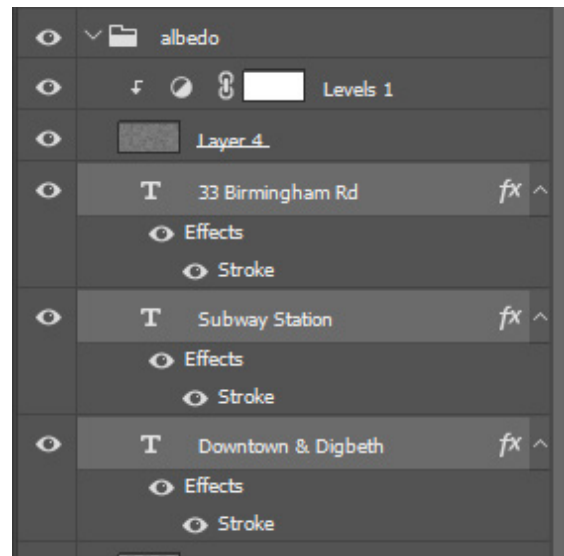 albedo
Levels 1
Layer 4
T 33 Birmingham Rd fx
Effects
Stroke
T Subway Station fx
Effects
Stroke
T Downtown & Digbeth fx
Effects
Stroke